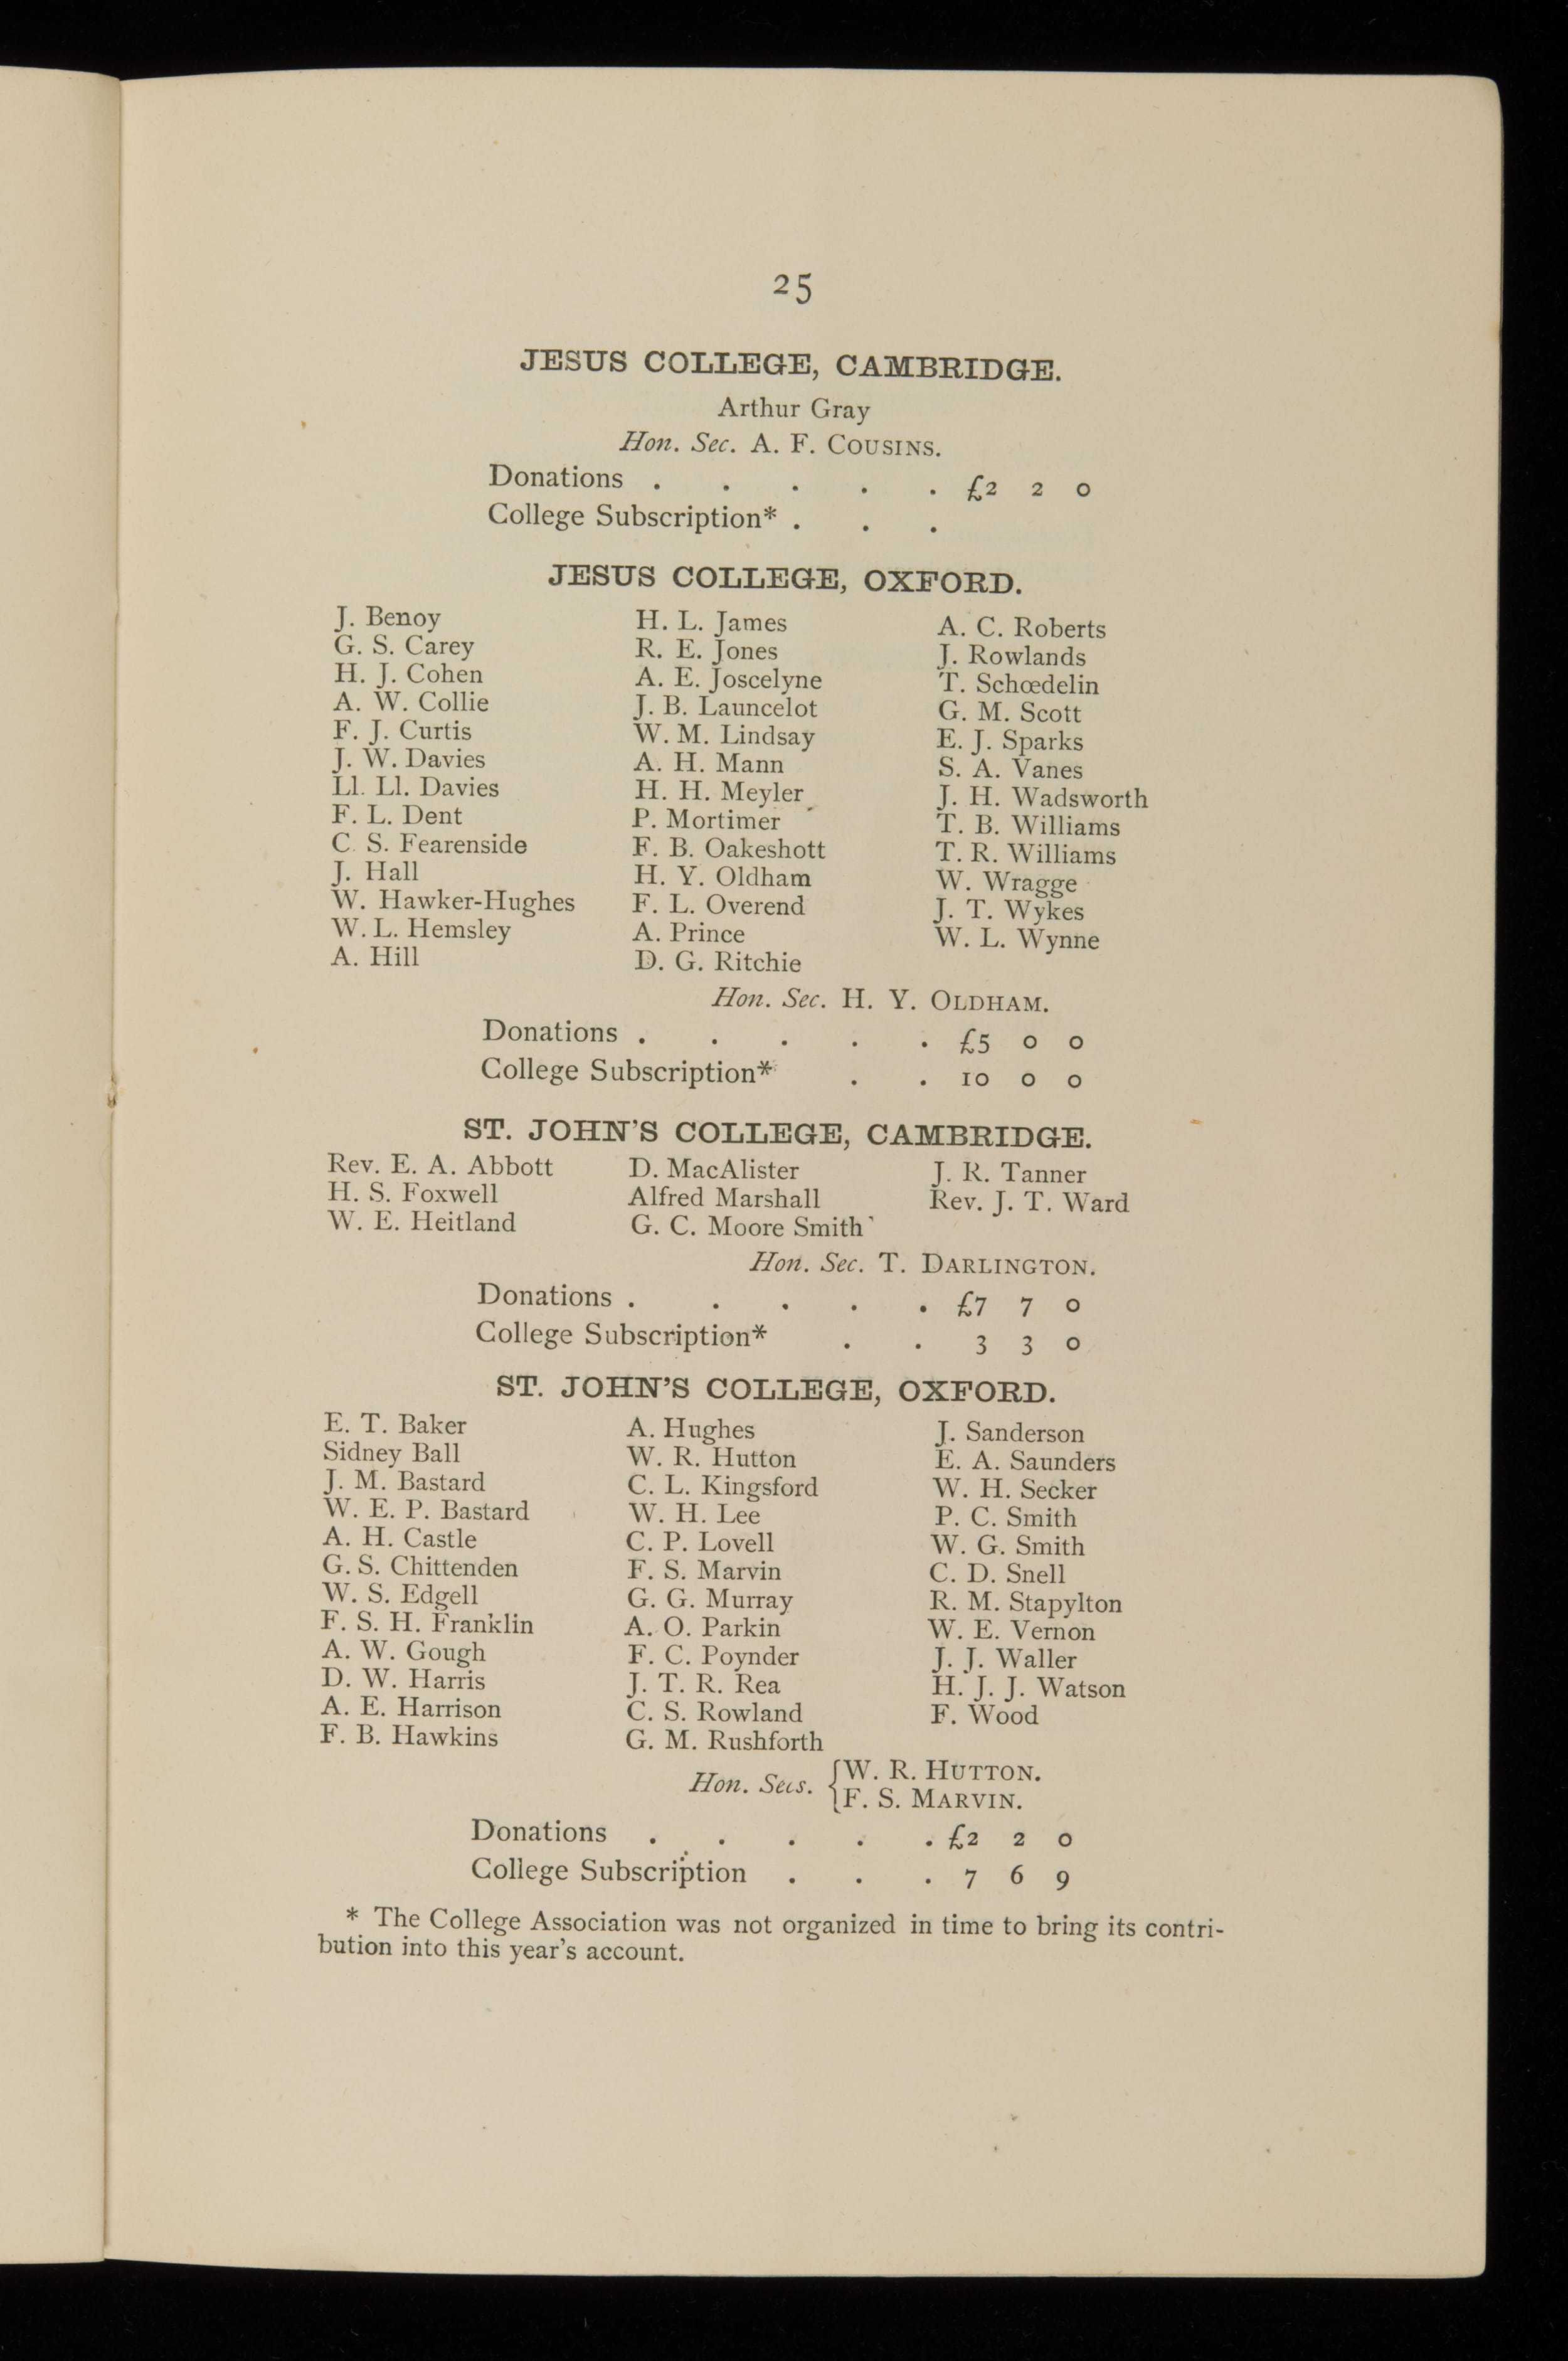 25
JESUS COLLEGE, CAMBRIDGE.
Arthur Gray
Hon. Sec. A. F. COUSINS.
Donations . . . . . £2 2 0
College Subscription* . . .
JESUS COLLEGE, OXFORD.
J. Benoy
G. S. Carey
H. J. Cohen
A. W. Collie
F. J. Curtis
J. W. Davies
Ll. Ll. Davies
F. L. Dent
C. S. Fearenside
J. Hall
W. Hawker-Hughes
W. L. Hemsley
A. Hill
H. L. James
R. E. Jones
A. E. Joscelyne
J. B. Launcelot
W. M. Lindsay
A. H. Mann
H. H. Meyler
P. Mortimer
F. B. Oakeshott
H. Y. Oldham
F. L. Overend
A. Prince
D. G. Ritchie
A. C. Roberts
J. Rowlands
T. Schœdelin
G. M. Scott
E. J. Sparks
S. A. Vanes
J. H. Wadsworth
T. B. Williams
T. R. Williams
W. Wragge
J. T. Wykes
W. L. Wynne
Hon. Sec. H. Y. OLDHAM.
Donations . . . . . £5 0 0
College Subscription* . . 10 0 0
ST. JOHN'S COLLEGE, CAMBRIDGE.
Rev. E. A. Abbott
H. S. Foxwell
W. E. Heitland
D. MacAlister
Alfred Marshall
G. C. Moore Smith
J. R. Tanner
Rev. J. T. Ward
Hon. Sec. T. DARLINGTON.
Donations . . . . . £7 7 0
College Subscription* . . 3 3 0
ST. JOHN'S COLLEGE, OXFORD.
E. T. Baker
Sidney Ball
J. M. Bastard
W. E. P. Bastard
A. H. Castle
G. S. Chittenden
W. S. Edgell
F. S. H. Franklin
A. W. Gough
D. W. Harris
A. E. Harrison
F. B. Hawkins
A. Hughes
W. R. Hutton
C. L. Kingsford
W. H. Lee
C. P. Lovell
F. S. Marvin
G. G. Murray
A. O. Parkin
F. C. Poynder
J. T. R. Rea
C. S. Rowland
G. M. Rushforth
J. Sanderson
E. A. Saunders
W. H. Secker
P. C. Smith
W. G. Smith
C. D. Snell
R. M. Stapylton
W. E. Vernon
J. J. Waller
H. J. J. Watson
F. Wood
Hon. Secs. {W. R. HUTTON.
{F. S. MARVIN.
Donations . . . . . £2 2 0
College Subscription . . . 7 6 9
* The College Association was not organized in time to bring its contri-
bution into this year's account.